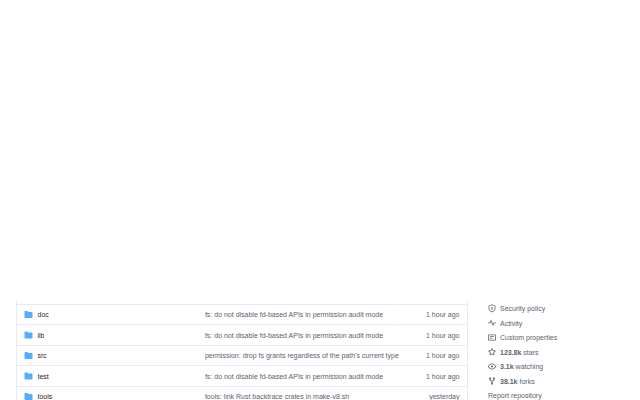 doc fs: do not disable fd-based APIs in permission audit mode 1 hour ago
lib fs: do not disable fd-based APIs in permission audit mode 1 hour ago
src permission: drop fs grants regardless of the path's current type 1 hour ago
test fs: do not disable fd-based APIs in permission audit mode 1 hour ago
tools tools: link Rust backtrace crates in make-v8.sh yesterday
Security policy
Activity
Custom properties
123.8k stars
3.1k watching
38.1k forks
Report repository